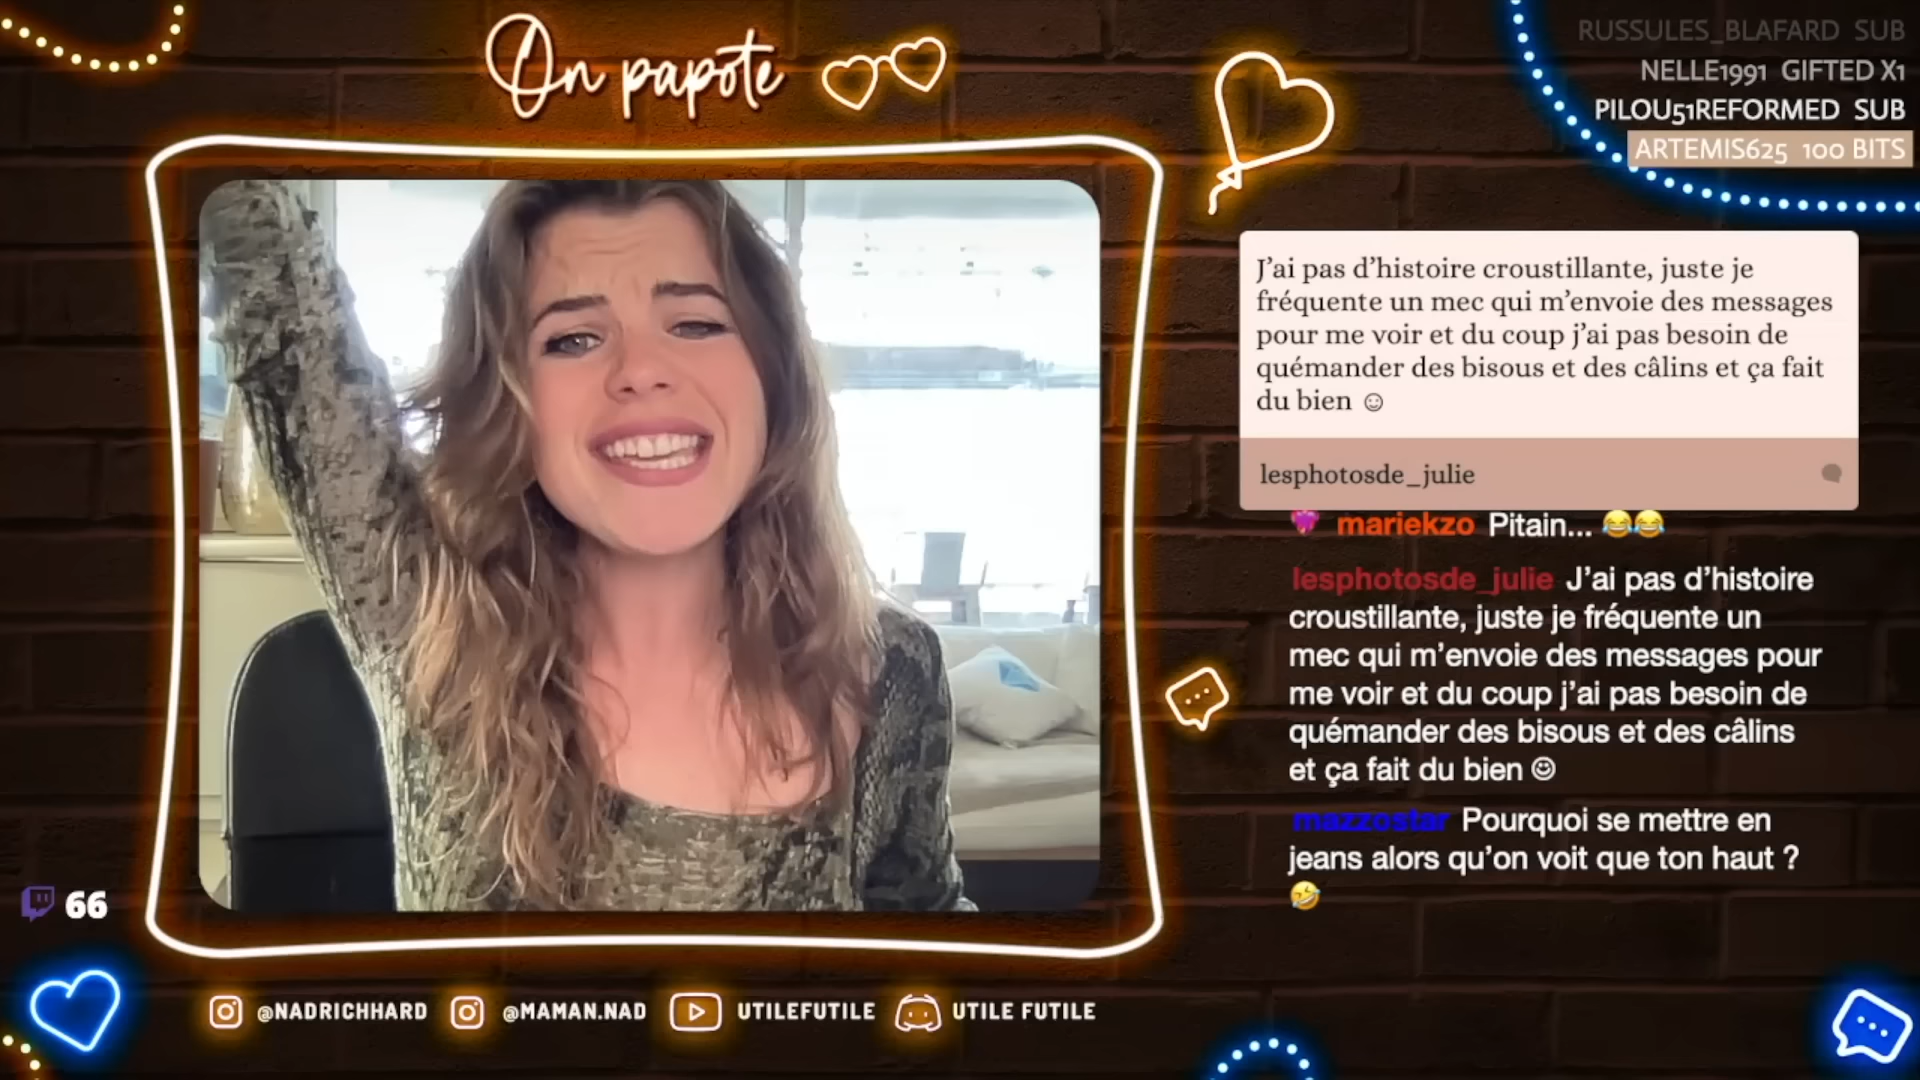 On papote
RUSSULES_BLAFARD SUB
NELLE1991 GIFTED X1
PILOU51REFORMED SUB
ARTEMIS625 100 BITS
J’ai pas d’histoire croustillante, juste je
fréquente un mec qui m’envoie des messages
pour me voir et du coup j’ai pas besoin de
quémander des bisous et des câlins et ça fait
du bien ☺
lesphotosde_julie
mariekzo Pitain... 😂😂
lesphotosde_julie J’ai pas d’histoire
croustillante, juste je fréquente un
mec qui m’envoie des messages pour
me voir et du coup j’ai pas besoin de
quémander des bisous et des câlins
et ça fait du bien ☺
mazzostar Pourquoi se mettre en
jeans alors qu’on voit que ton haut ?
🤣
66
@NADRICHHARD @MAMAN.NAD UTILEFUTILE UTILE FUTILE